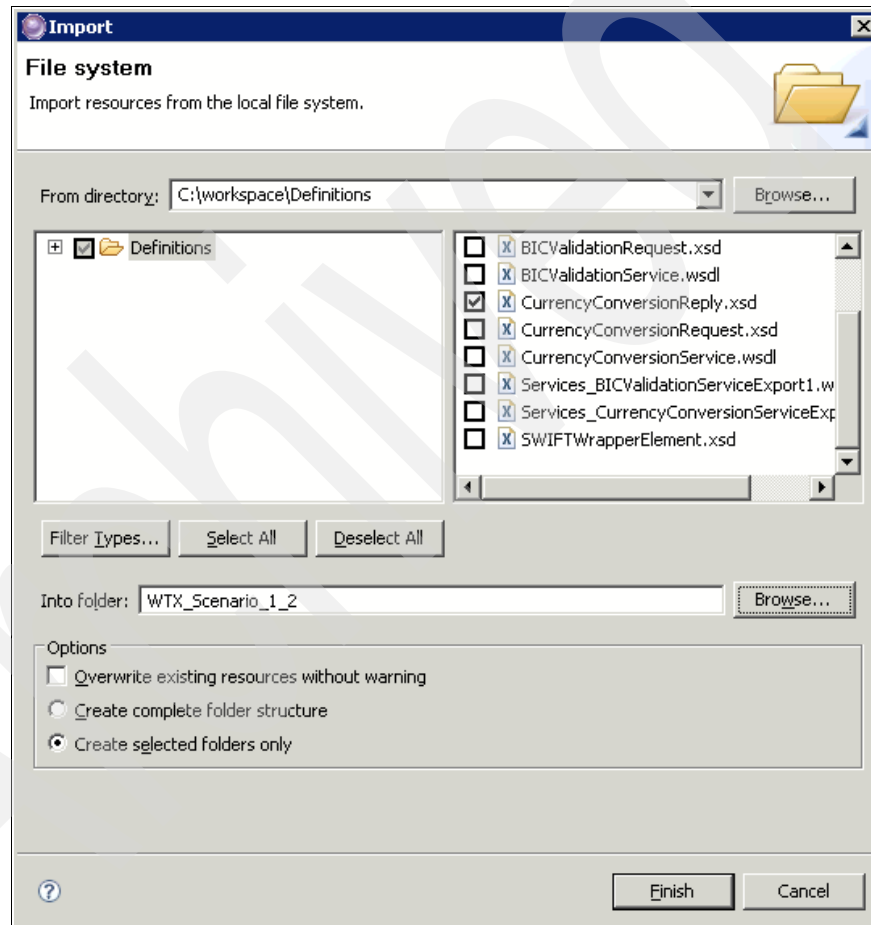 Import
File system
Import resources from the local file system.
From directory: C:\workspace\Definitions Browse...
Definitions
BICValidationRequest.xsd
BICValidationService.wsdl
CurrencyConversionReply.xsd
CurrencyConversionRequest.xsd
CurrencyConversionService.wsdl
Services_BICValidationServiceExport1.w
Services_CurrencyConversionServiceExp
SWIFTWrapperElement.xsd
Filter Types... Select All Deselect All
Into folder: WTX_Scenario_1_2 Browse...
Options
Overwrite existing resources without warning
Create complete folder structure
Create selected folders only
? Finish Cancel